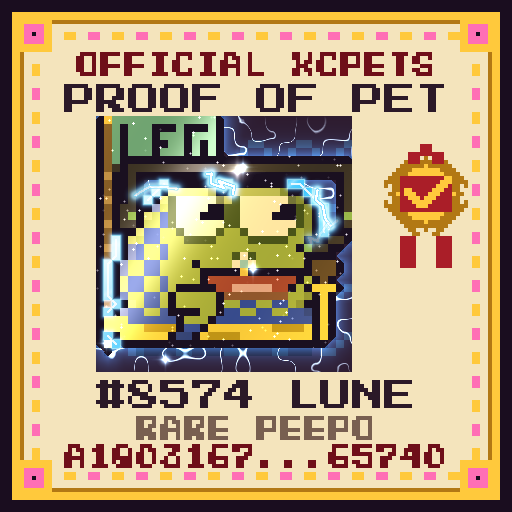 OFFICIAL XCPETS
PROOF OF PET
#8574 LUNE
RARE PEEPO
A1003167...65740